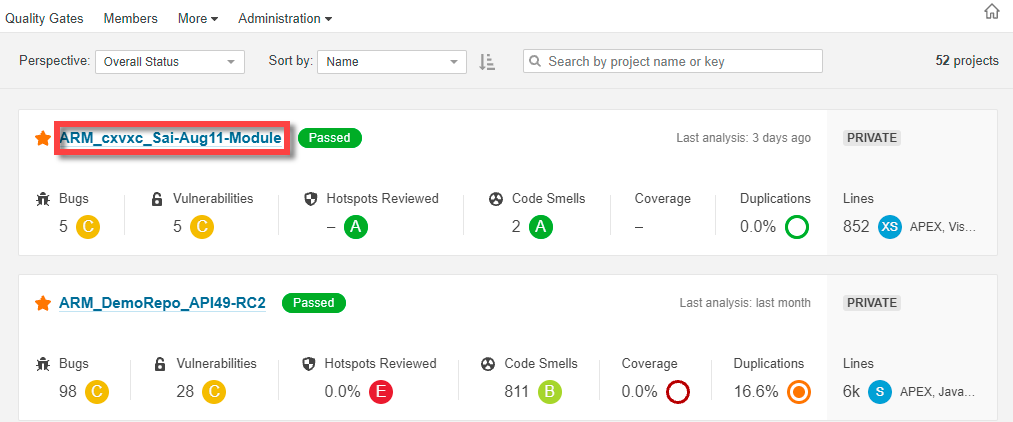 Quality Gates Members More Administration
Perspective: Overall Status Sort by: Name Search by project name or key 52 projects
ARM_cxvxc_Sai-Aug11-Module Passed Last analysis: 3 days ago PRIVATE
Bugs Vulnerabilities Hotspots Reviewed Code Smells Coverage Duplications Lines
5 C 5 C – A 2 A – 0.0% 852 XS APEX, Vis...
ARM_DemoRepo_API49-RC2 Passed Last analysis: last month PRIVATE
Bugs Vulnerabilities Hotspots Reviewed Code Smells Coverage Duplications Lines
98 C 28 C 0.0% E 811 B 0.0% 16.6% 6k S APEX, Java...